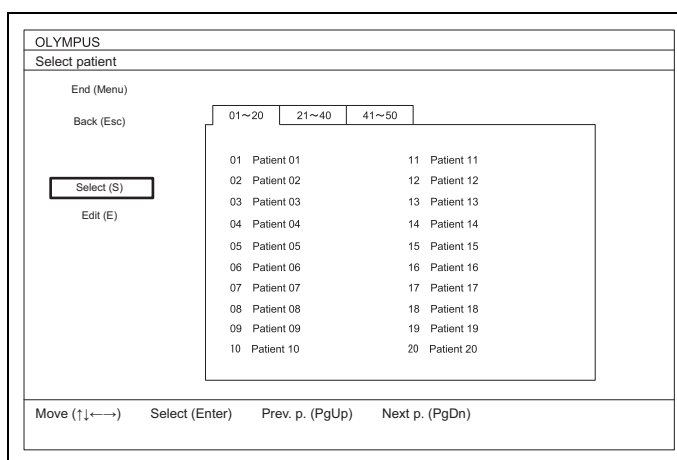 OLYMPUS
Select patient
End (Menu)
Back (Esc)
Select (S)
Edit (E)
01～20 21～40 41～50
01 Patient 01 11 Patient 11
02 Patient 02 12 Patient 12
03 Patient 03 13 Patient 13
04 Patient 04 14 Patient 14
05 Patient 05 15 Patient 15
06 Patient 06 16 Patient 16
07 Patient 07 17 Patient 17
08 Patient 08 18 Patient 18
09 Patient 09 19 Patient 19
10 Patient 10 20 Patient 20
Move (↑↓←→) Select (Enter) Prev. p. (PgUp) Next p. (PgDn)